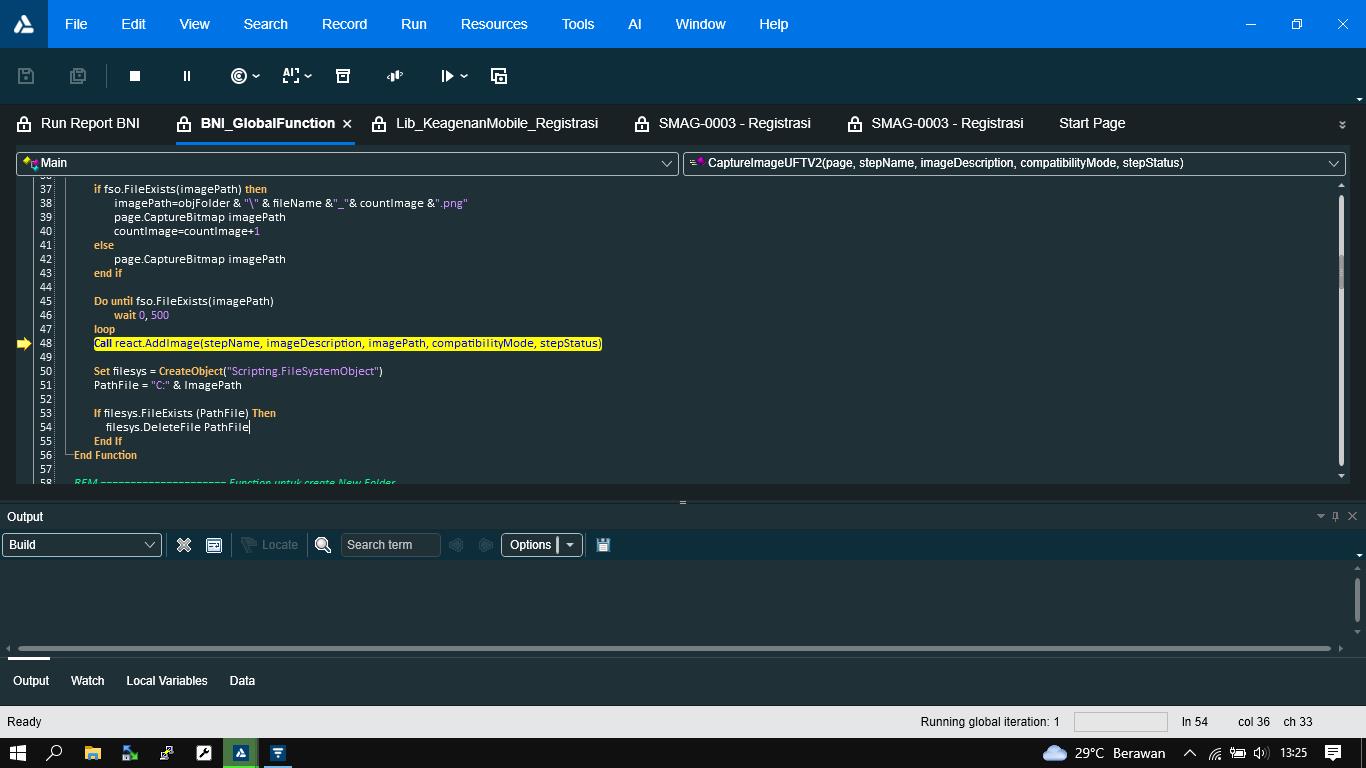 File Edit View Search Record Run Resources Tools AI Window Help
AI
Run Report BNI BNI_GlobalFunction Lib_KeagenanMobile_Registrasi SMAG-0003 - Registrasi SMAG-0003 - Registrasi Start Page
Main CaptureImageUFTV2(page, stepName, imageDescription, compatibilityMode, stepStatus)
36
37 if fso.FileExists(imagePath) then
38 imagePath=objFolder & "\" & fileName &"_"& countImage &".png"
39 page.CaptureBitmap imagePath
40 countImage=countImage+1
41 else
42 page.CaptureBitmap imagePath
43 end if
44
45 Do until fso.FileExists(imagePath)
46 wait 0, 500
47 loop
48 Call react.AddImage(stepName, imageDescription, imagePath, compatibilityMode, stepStatus)
49
50 Set filesys = CreateObject("Scripting.FileSystemObject")
51 PathFile = "C:" & ImagePath
52
53 If filesys.FileExists (PathFile) Then
54 filesys.DeleteFile PathFile
55 End If
56 End Function
57
58 REM ===================== Function untuk create New Folder
Output
Build Locate Search term Options
Output Watch Local Variables Data
Ready Running global iteration: 1 ln 54 col 36 ch 33
29°C Berawan 13:25